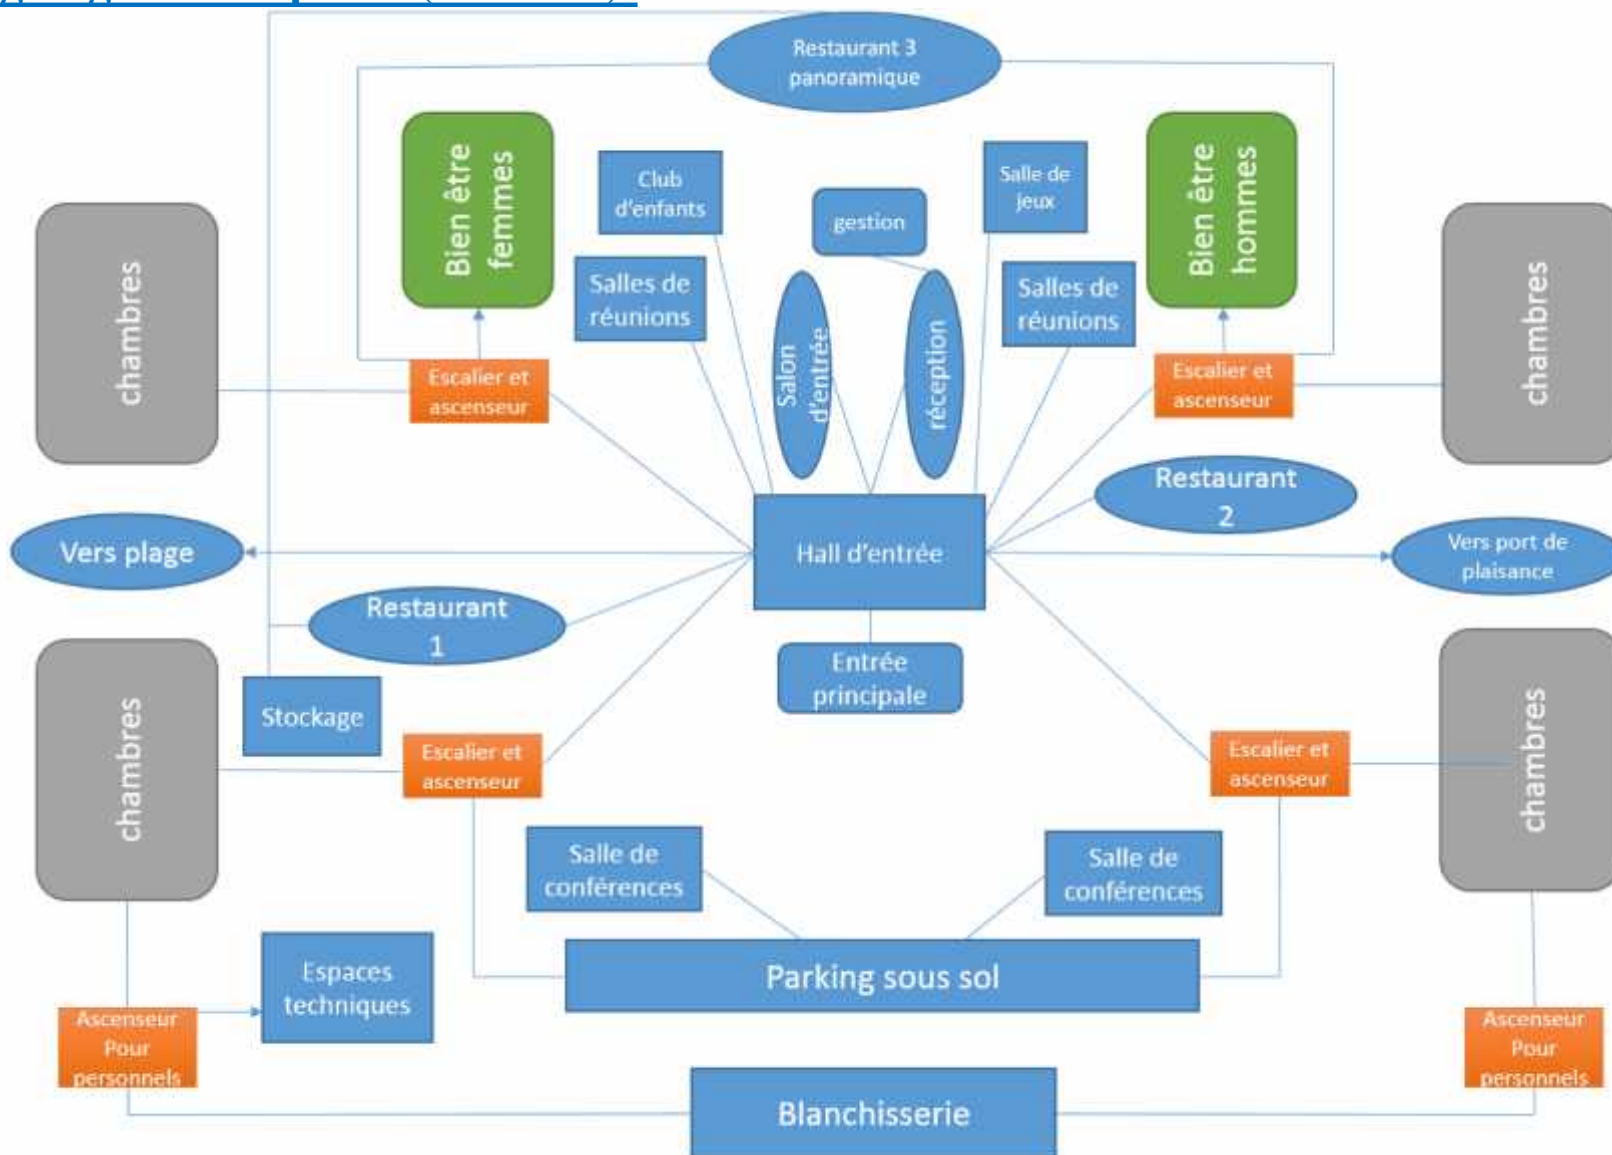 Restaurant 3
panoramique
Bien être
femmes
Club
d'enfants
Salle de
jeux
Bien être
hommes
gestion
chambres
Salles de
réunions
Salon
d'entrée
réception
Salles de
réunions
chambres
Escalier et
ascenseur
Escalier et
ascenseur
Restaurant
2
Vers plage
Hall d'entrée
Vers port de
plaisance
Restaurant
1
Entrée
principale
chambres
Stockage
Escalier et
ascenseur
Escalier et
ascenseur
chambres
Salle de
conférences
Salle de
conférences
Espaces
techniques
Parking sous sol
Ascenseur
Pour
personnels
Ascenseur
Pour
personnels
Blanchisserie